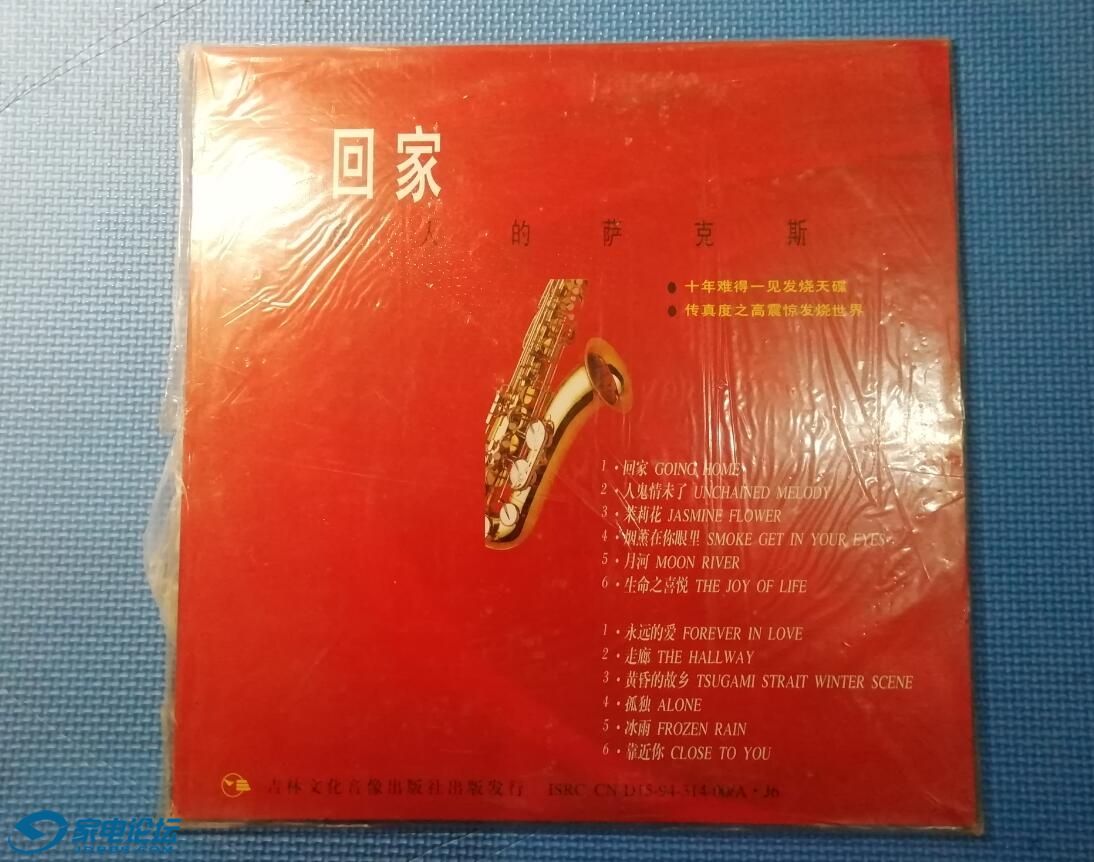 回家
人的萨克斯
● 十年难得一见发烧天碟
● 传真度之高震惊发烧世界
1·回家 GOING HOME
2·人鬼情未了 UNCHAINED MELODY
3·茉莉花 JASMINE FLOWER
4·烟薰在你眼里 SMOKE GET IN YOUR EYES
5·月河 MOON RIVER
6·生命之喜悦 THE JOY OF LIFE
1·永远的爱 FOREVER IN LOVE
2·走廊 THE HALLWAY
3·黄昏的故乡 TSUGAMI STRAIT WINTER SCENE
4·孤独 ALONE
5·冰雨 FROZEN RAIN
6·靠近你 CLOSE TO YOU
吉林文化音像出版社出版发行 ISRC CN-D15-94-314-00/A·J6
家电论坛